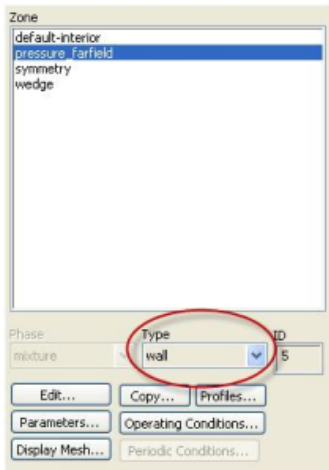 Zone
default-interior
pressure_farfield
symmetry
wedge
Phase Type ID
mixture wall 5
Edit... Copy... Profiles...
Parameters... Operating Conditions...
Display Mesh... Periodic Conditions...